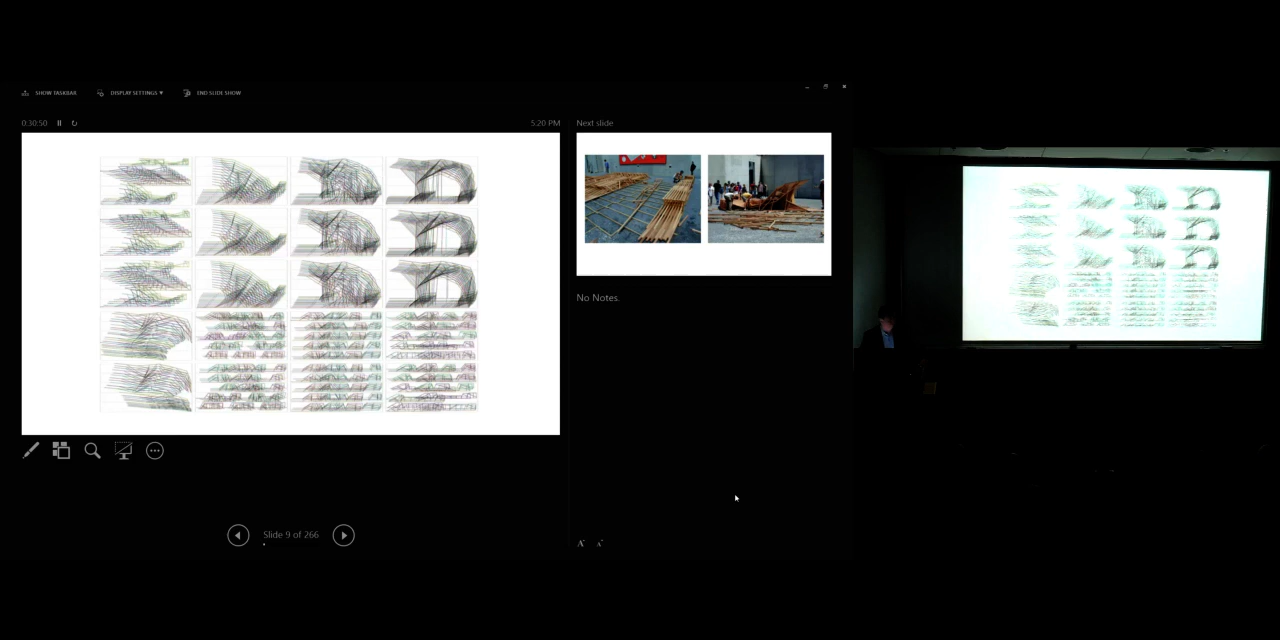 SHOW TASKBAR DISPLAY SETTINGS ▼ END SLIDE SHOW
0:30:50 5:20 PM
Next slide
No Notes.
Slide 9 of 266
A A